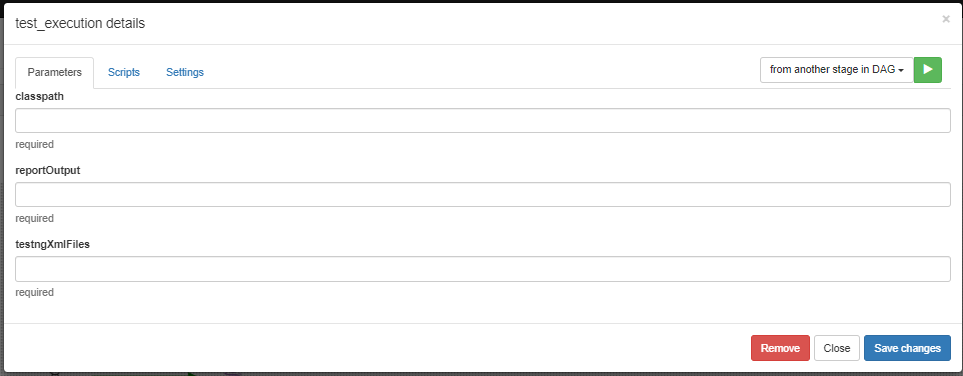 test_execution details
×
Parameters Scripts Settings from another stage in DAG
classpath
required
reportOutput
required
testngXmlFiles
required
Remove Close Save changes